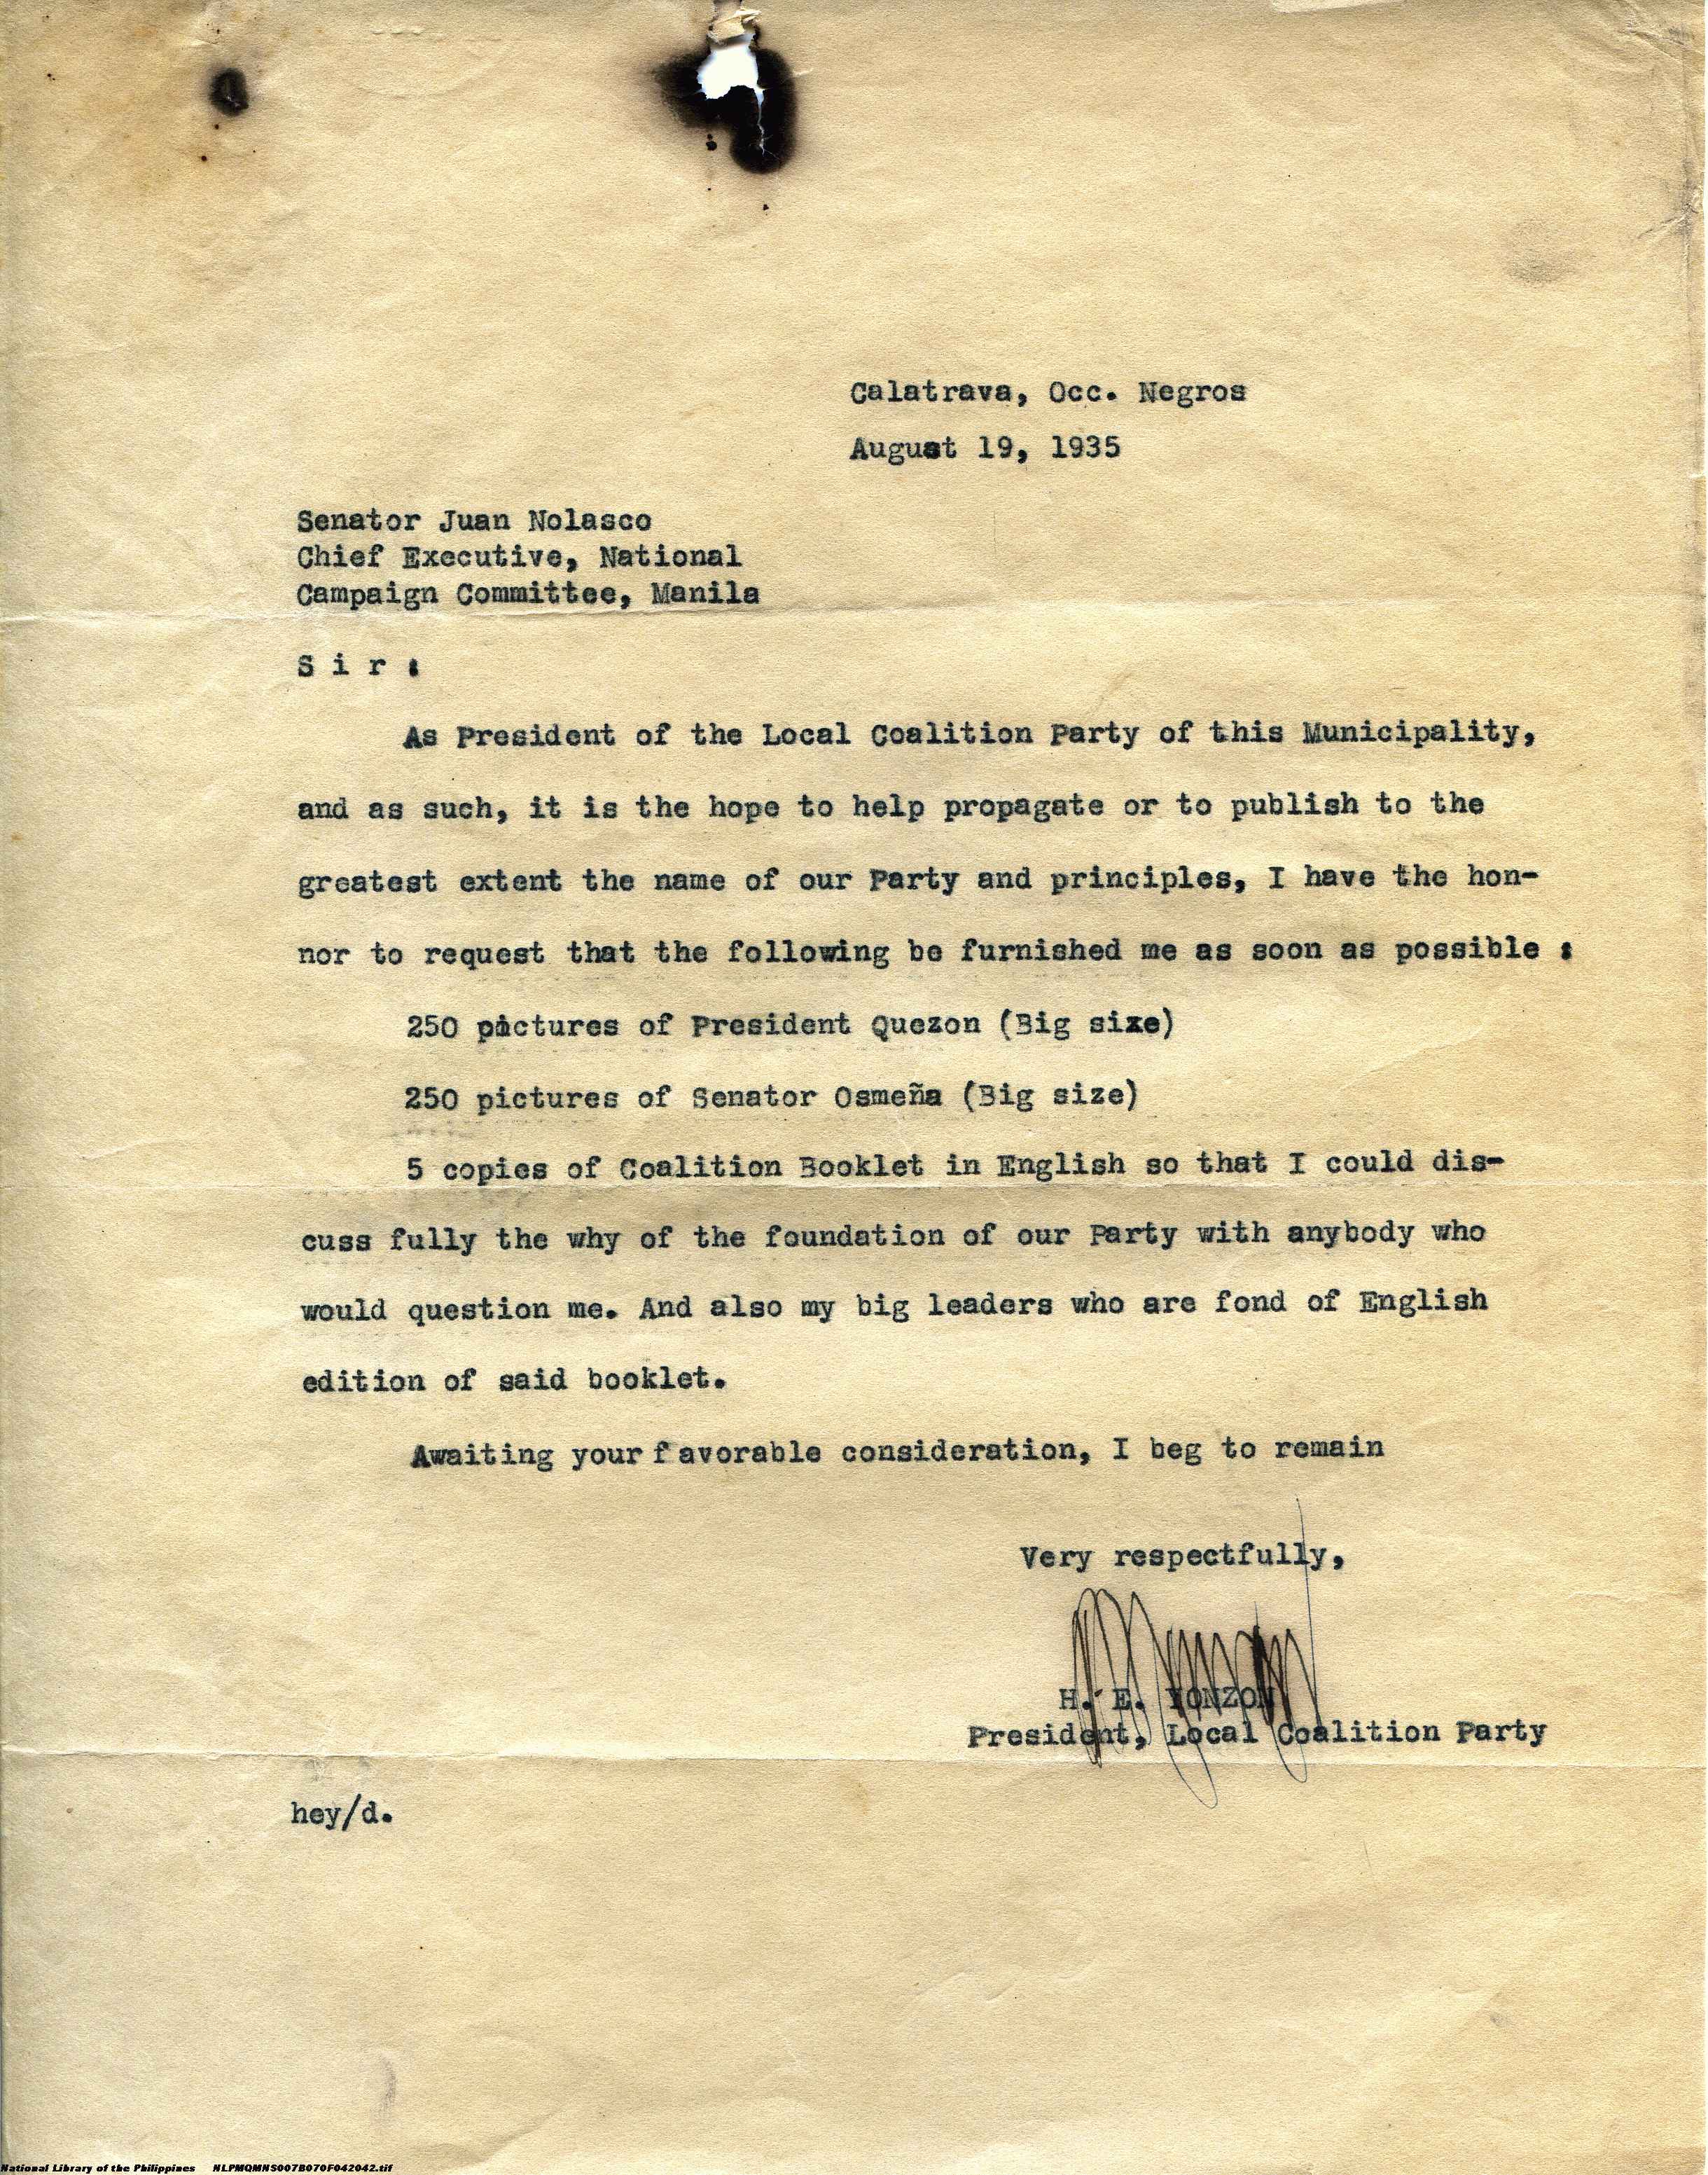 Calatrava, Occ. Negros
August 19, 1935
Senator Juan Nolasco
Chief Executive, National
Campaign Committee, Manila
S i r :
As President of the Local Coalition Party of this Municipality,
and as such, it is the hope to help propagate or to publish to the
greatest extent the name of our Party and principles, I have the hon-
nor to request that the following be furnished me as soon as possible :
250 pictures of President Quezon (Big size)
250 pictures of Senator Osmeña (Big size)
5 copies of Coalition Booklet in English so that I could dis-
cuss fully the why of the foundation of our Party with anybody who
would question me. And also my big leaders who are fond of English
edition of said booklet.
Awaiting your favorable consideration, I beg to remain
Very respectfully,
H. E. YONZON
President, Local Coalition Party
hey/d.
National Library of the Philippines NLPMQMNS007B070F042042.tif